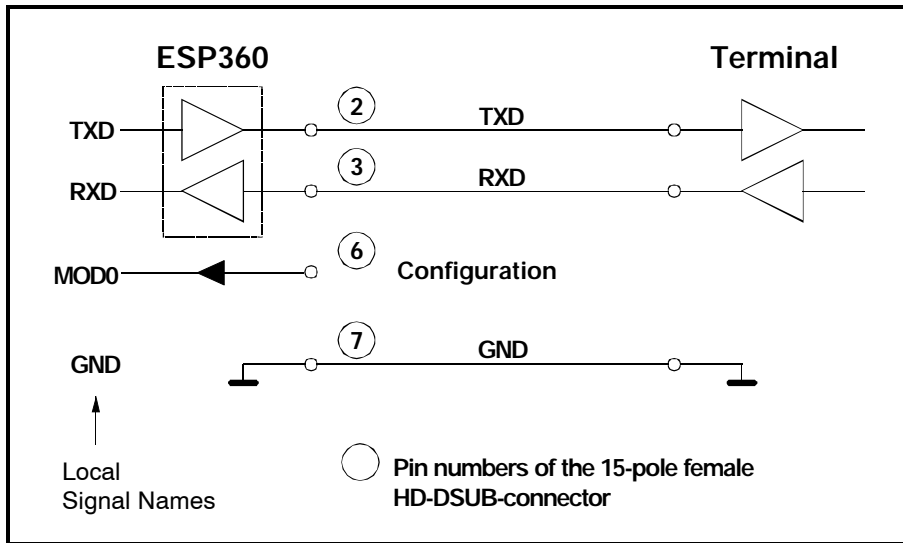 ESP360
Terminal
TXD
2
TXD
RXD
3
RXD
MOD0
6
Configuration
GND
7
GND
Local
Signal Names
Pin numbers of the 15-pole female
HD-DSUB-connector